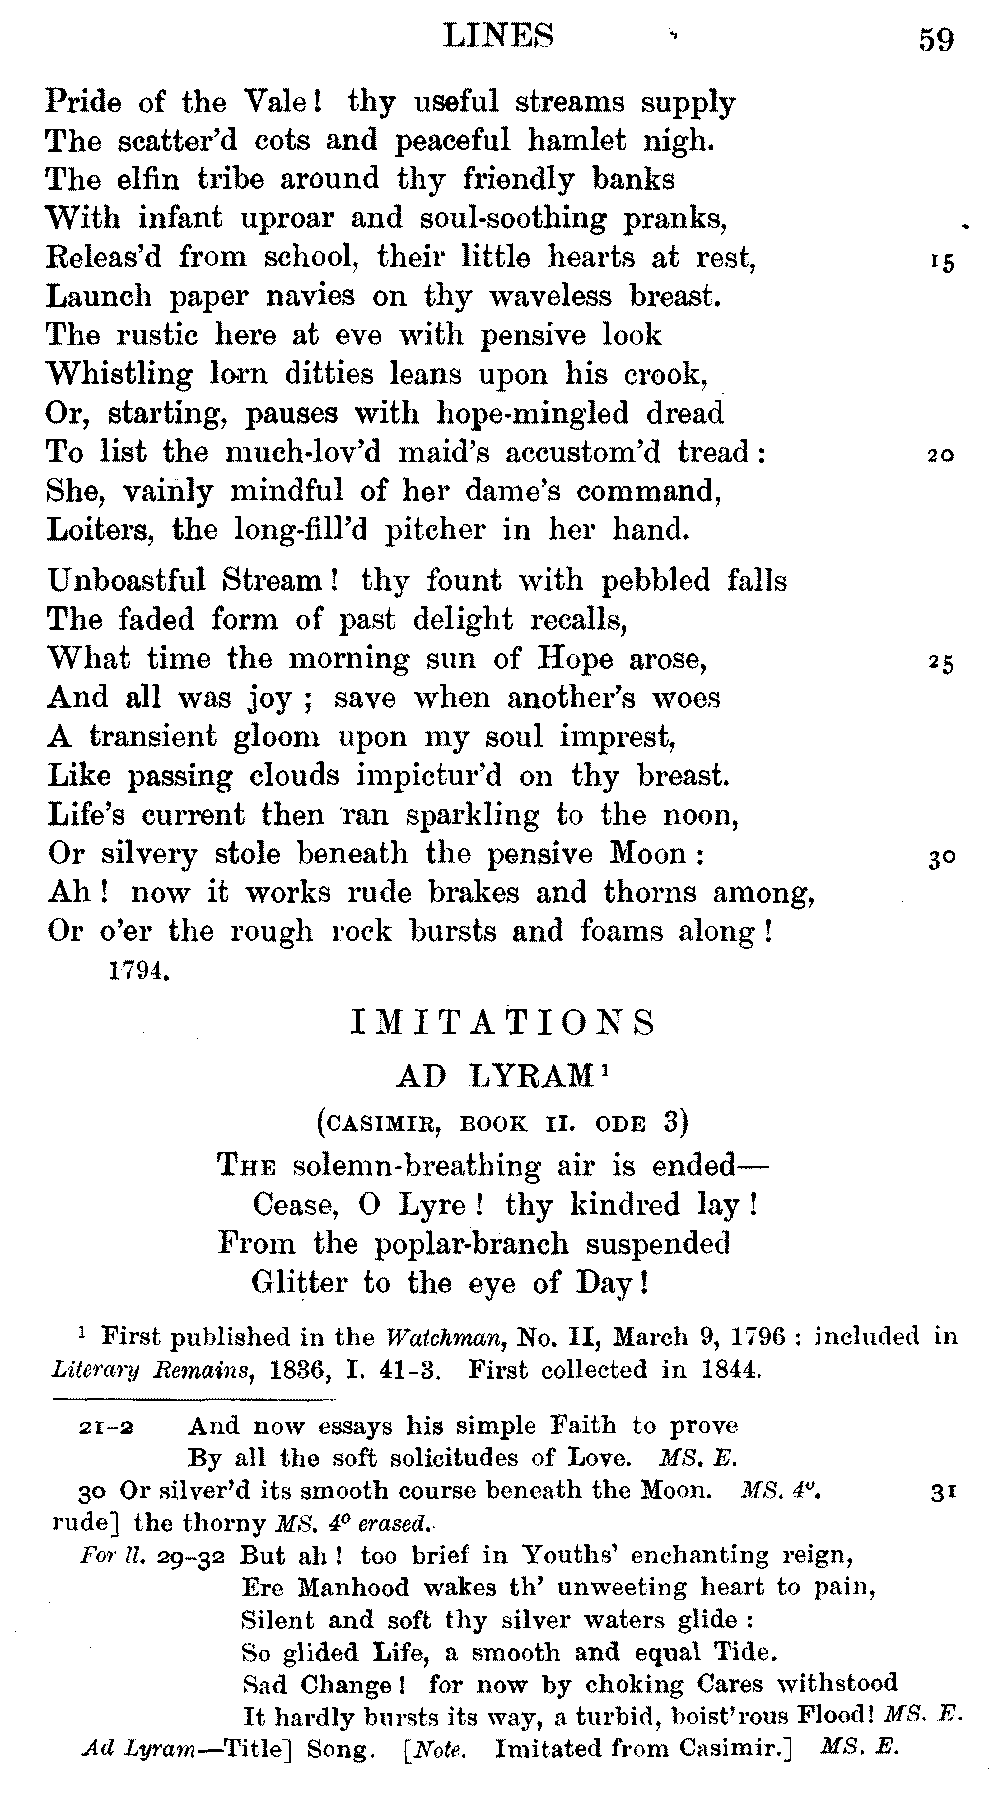 LINES 59
Pride of the Vale! thy useful streams supply
The scatter'd cots and peaceful hamlet nigh.
The elfin tribe around thy friendly banks
With infant uproar and soul-soothing pranks,
Releas'd from school, their little hearts at rest, 15
Launch paper navies on thy waveless breast.
The rustic here at eve with pensive look
Whistling lorn ditties leans upon his crook,
Or, starting, pauses with hope-mingled dread
To list the much-lov'd maid's accustom'd tread: 20
She, vainly mindful of her dame's command,
Loiters, the long-fill'd pitcher in her hand.
Unboastful Stream! thy fount with pebbled falls
The faded form of past delight recalls,
What time the morning sun of Hope arose, 25
And all was joy; save when another's woes
A transient gloom upon my soul imprest,
Like passing clouds impictur'd on thy breast.
Life's current then ran sparkling to the noon,
Or silvery stole beneath the pensive Moon: 30
Ah! now it works rude brakes and thorns among,
Or o'er the rough rock bursts and foams along!
1794.
IMITATIONS
AD LYRAM¹
(CASIMIR, BOOK II. ODE 3)
THE solemn-breathing air is ended—
Cease, O Lyre! thy kindred lay!
From the poplar-branch suspended
Glitter to the eye of Day!
¹ First published in the Watchman, No. II, March 9, 1796: included in
Literary Remains, 1836, I. 41-3. First collected in 1844.
21-2 And now essays his simple Faith to prove
By all the soft solicitudes of Love. MS. E.
30 Or silver'd its smooth course beneath the Moon. MS. 4º. 31
rude] the thorny MS. 4º erased.
For ll. 29-32 But ah! too brief in Youths' enchanting reign,
Ere Manhood wakes th' unweeting heart to pain,
Silent and soft thy silver waters glide:
So glided Life, a smooth and equal Tide.
Sad Change! for now by choking Cares withstood
It hardly bursts its way, a turbid, boist'rous Flood! MS. E.
Ad Lyram—Title] Song. [Note. Imitated from Casimir.] MS. E.